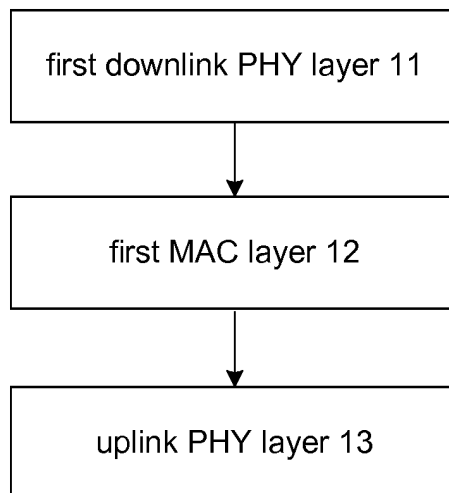 first downlink PHY layer 11
first MAC layer 12
uplink PHY layer 13